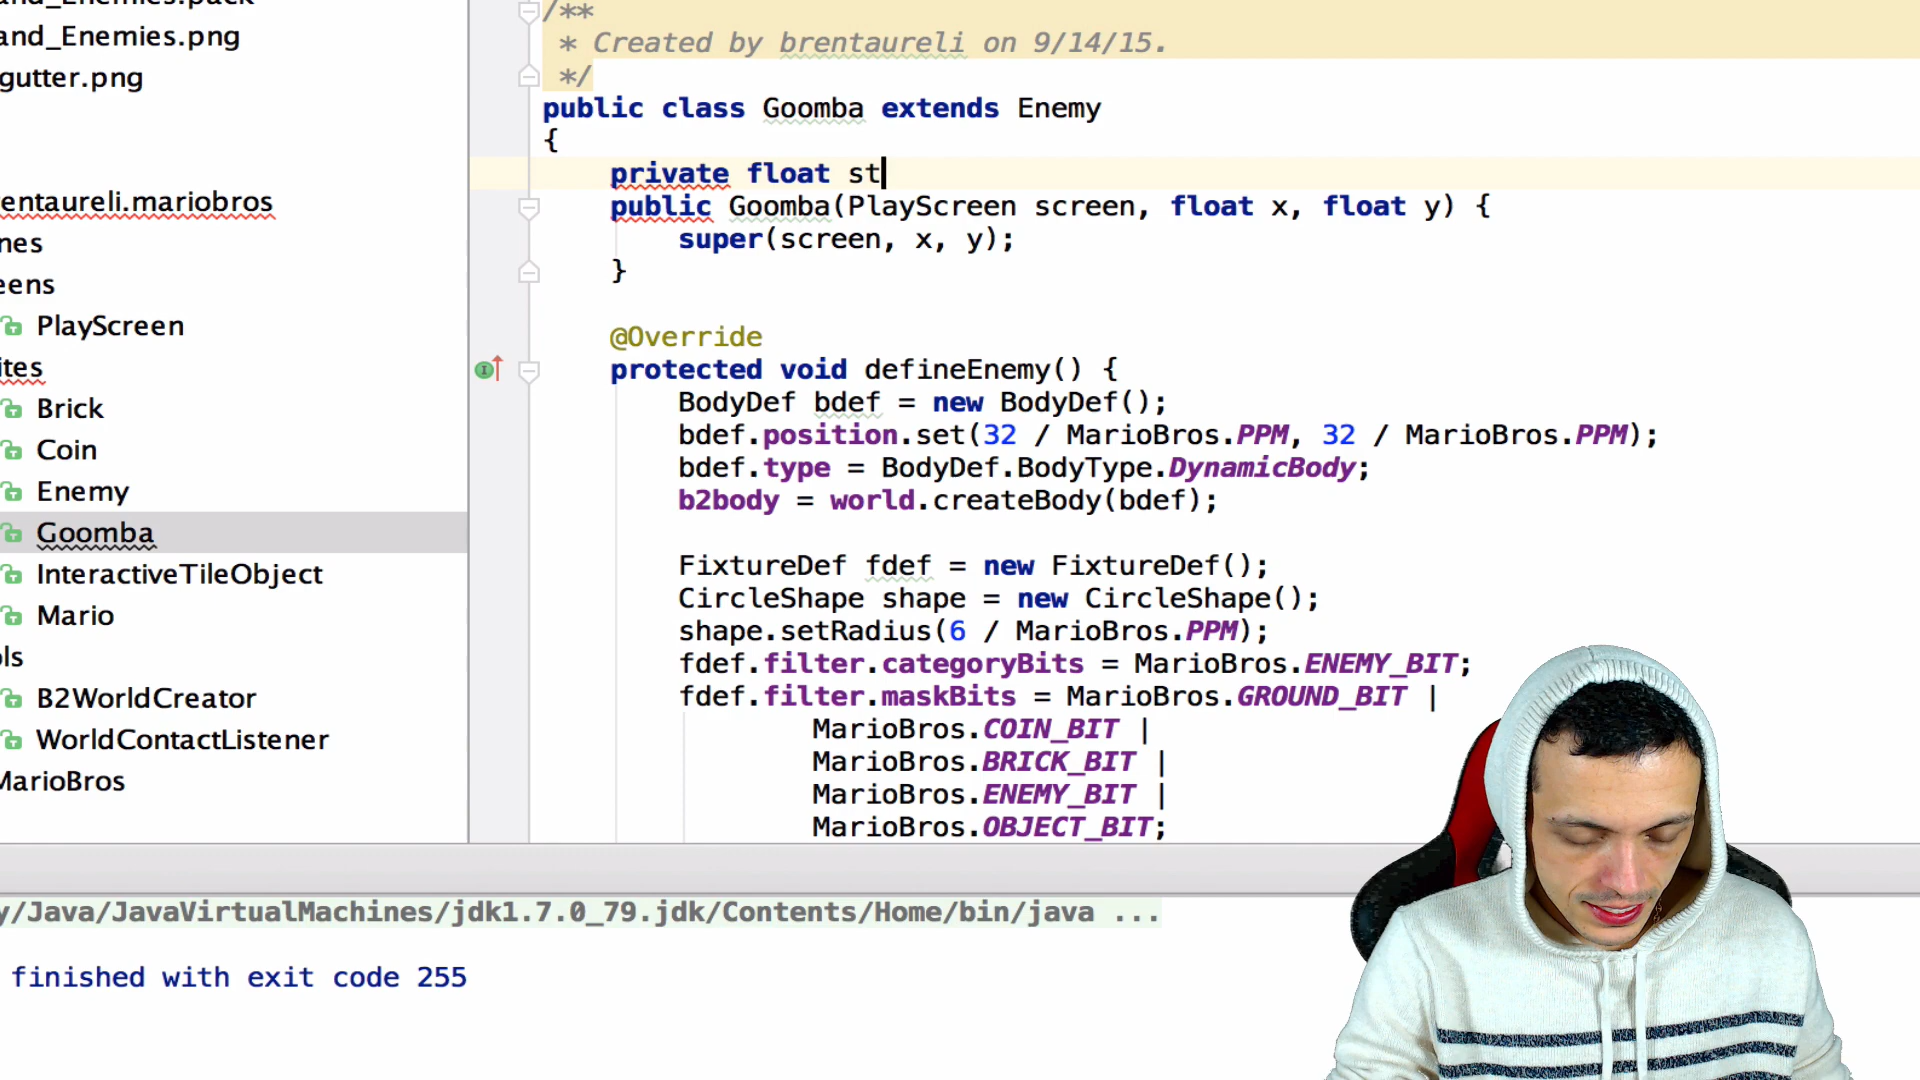 and_Enemies.pack
and_Enemies.png
gutter.png
entaureli.mariobros
nes
eens
PlayScreen
ites
Brick
Coin
Enemy
Goomba
InteractiveTileObject
Mario
ols
B2WorldCreator
WorldContactListener
MarioBros
/**
* Created by brentaureli on 9/14/15.
*/
public class Goomba extends Enemy
{
private float st
public Goomba(PlayScreen screen, float x, float y) {
super(screen, x, y);
}
@Override
protected void defineEnemy() {
BodyDef bdef = new BodyDef();
bdef.position.set(32 / MarioBros.PPM, 32 / MarioBros.PPM);
bdef.type = BodyDef.BodyType.DynamicBody;
b2body = world.createBody(bdef);
FixtureDef fdef = new FixtureDef();
CircleShape shape = new CircleShape();
shape.setRadius(6 / MarioBros.PPM);
fdef.filter.categoryBits = MarioBros.ENEMY_BIT;
fdef.filter.maskBits = MarioBros.GROUND_BIT |
MarioBros.COIN_BIT |
MarioBros.BRICK_BIT |
MarioBros.ENEMY_BIT |
MarioBros.OBJECT_BIT;
y/Java/JavaVirtualMachines/jdk1.7.0_79.jdk/Contents/Home/bin/java ...
finished with exit code 255